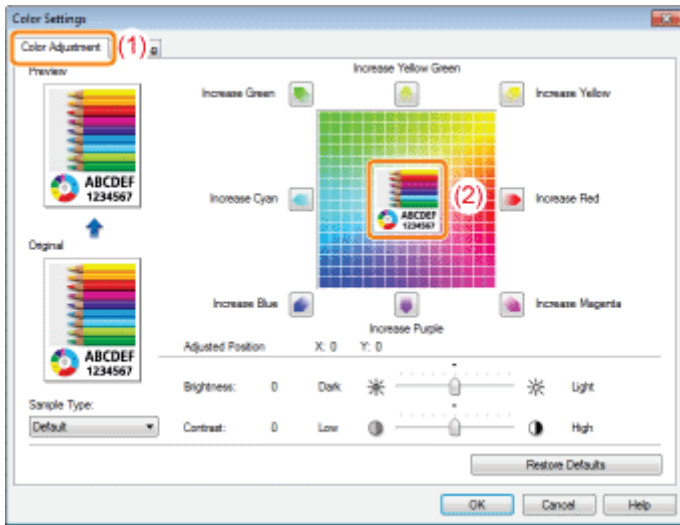 Color Settings
Color Adjustment (1)
Preview
Increase Yellow Green
Increase Green
Increase Yellow
ABCDEF
1234567
Increase Cyan
ABCDEF
1234567
(2)
Increase Red
Original
Increase Blue
Increase Magenta
Increase Purple
ABCDEF
1234567
Adjusted Position X: 0 Y: 0
Brightness: 0 Dark Light
Sample Type:
Default
Contrast: 0 Low High
Restore Defaults
OK Cancel Help